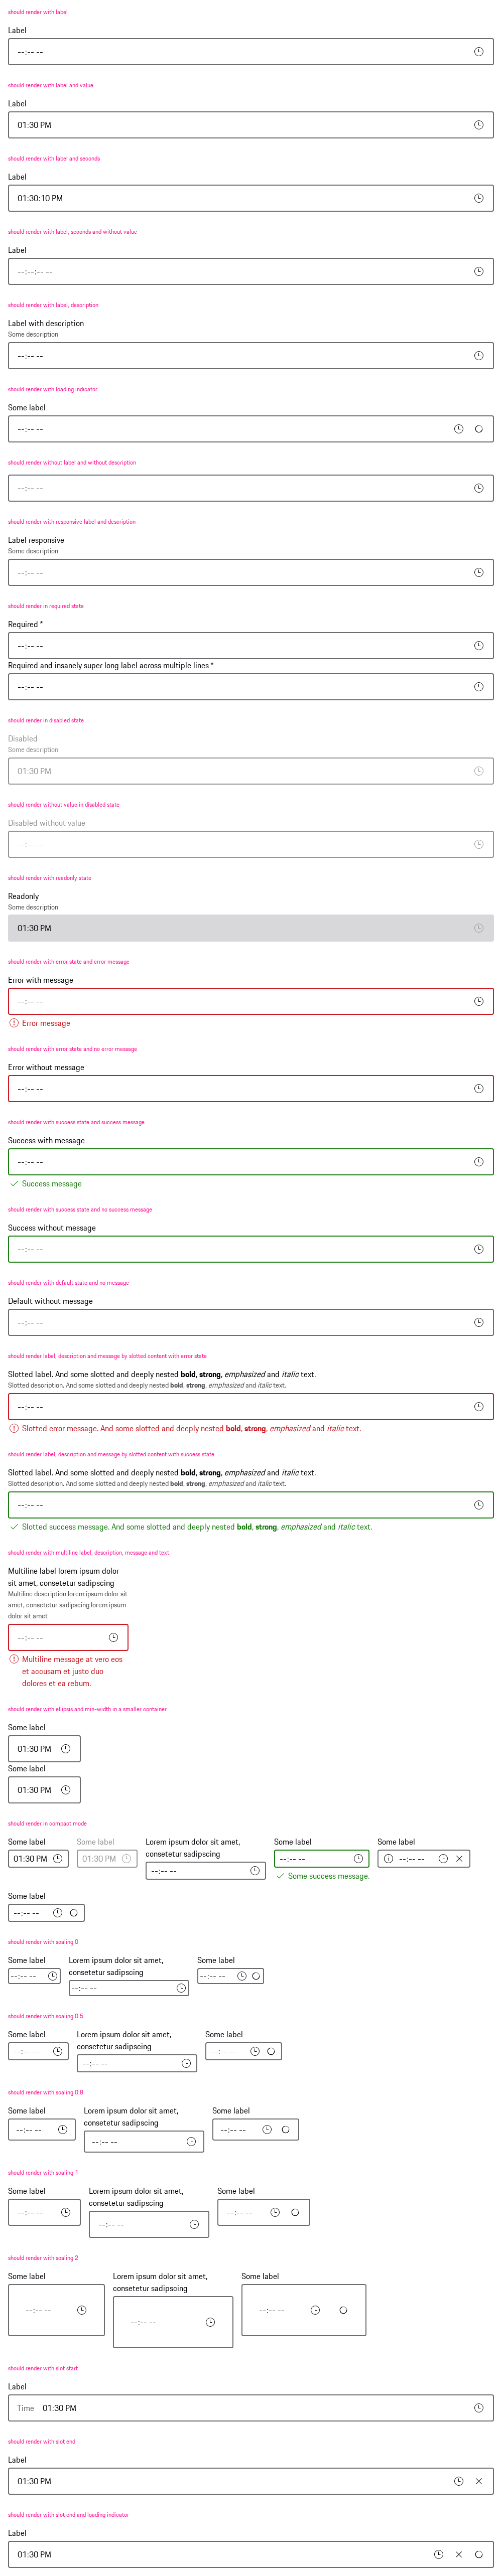 should render with label
Label
--:-- --
should render with label and value
Label
01:30 PM
should render with label and seconds
Label
01:30:10 PM
should render with label, seconds and without value
Label
--:--:-- --
should render with label, description
Label with description
Some description
--:-- --
should render with loading indicator
Some label
--:-- --
should render without label and without description
--:-- --
should render with responsive label and description
Label responsive
Some description
--:-- --
should render in required state
Required *
--:-- --
Required and insanely super long label across multiple lines *
--:-- --
should render in disabled state
Disabled
Some description
01:30 PM
should render without value in disabled state
Disabled without value
--:-- --
should render with readonly state
Readonly
Some description
01:30 PM
should render with error state and error message
Error with message
--:-- --
Error message
should render with error state and no error message
Error without message
--:-- --
should render with success state and success message
Success with message
--:-- --
Success message
should render with success state and no success message
Success without message
--:-- --
should render with default state and no message
Default without message
--:-- --
should render label, description and message by slotted content with error state
Slotted label. And some slotted and deeply nested bold, strong, emphasized and italic text.
Slotted description. And some slotted and deeply nested bold, strong, emphasized and italic text.
--:-- --
Slotted error message. And some slotted and deeply nested bold, strong, emphasized and italic text.
should render label, description and message by slotted content with success state
Slotted label. And some slotted and deeply nested bold, strong, emphasized and italic text.
Slotted description. And some slotted and deeply nested bold, strong, emphasized and italic text.
--:-- --
Slotted success message. And some slotted and deeply nested bold, strong, emphasized and italic text.
should render with multiline label, description, message and text
Multiline label lorem ipsum dolor
sit amet, consetetur sadipscing
Multiline description lorem ipsum dolor sit
amet, consetetur sadipscing lorem ipsum
dolor sit amet
--:-- --
Multiline message at vero eos
et accusam et justo duo
dolores et ea rebum.
should render with ellipsis and min-width in a smaller container
Some label
01:30 PM
Some label
01:30 PM
should render in compact mode
Some label
01:30 PM
Some label
01:30 PM
Lorem ipsum dolor sit amet,
consetetur sadipscing
--:-- --
Some label
--:-- --
Some success message.
Some label
--:-- --
Some label
--:-- --
should render with scaling 0
Some label
--:-- --
Lorem ipsum dolor sit amet,
consetetur sadipscing
--:-- --
Some label
--:-- --
should render with scaling 0.5
Some label
--:-- --
Lorem ipsum dolor sit amet,
consetetur sadipscing
--:-- --
Some label
--:-- --
should render with scaling 0.8
Some label
--:-- --
Lorem ipsum dolor sit amet,
consetetur sadipscing
--:-- --
Some label
--:-- --
should render with scaling 1
Some label
--:-- --
Lorem ipsum dolor sit amet,
consetetur sadipscing
--:-- --
Some label
--:-- --
should render with scaling 2
Some label
--:-- --
Lorem ipsum dolor sit amet,
consetetur sadipscing
--:-- --
Some label
--:-- --
should render with slot start
Label
Time 01:30 PM
should render with slot end
Label
01:30 PM
should render with slot end and loading indicator
Label
01:30 PM